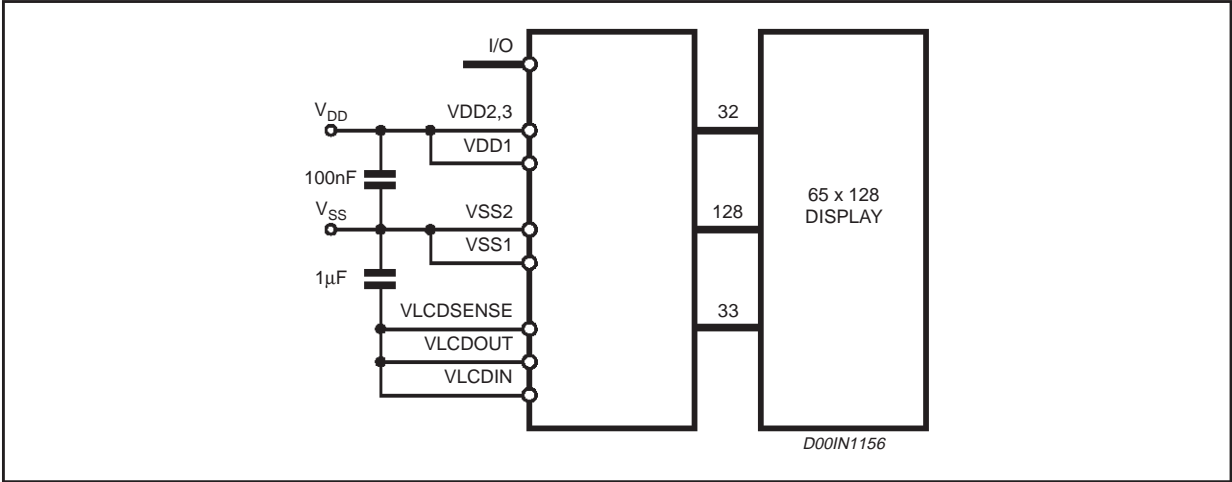 I/O
V_DD
VDD2,3
VDD1
100nF
V_SS
VSS2
VSS1
1µF
VLCDSENSE
VLCDOUT
VLCDIN
32
128
33
65 x 128
DISPLAY
D00IN1156